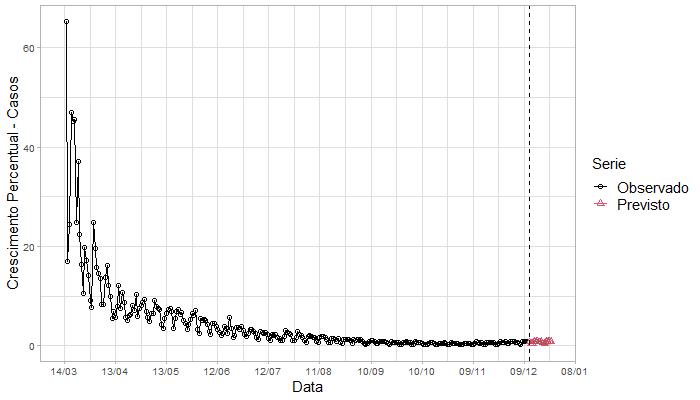 Crescimento Percentual - Casos
60
40
20
0
14/03 13/04 13/05 12/06 12/07 11/08 10/09 10/10 09/11 09/12 08/01
Data
Serie
Observado
Previsto